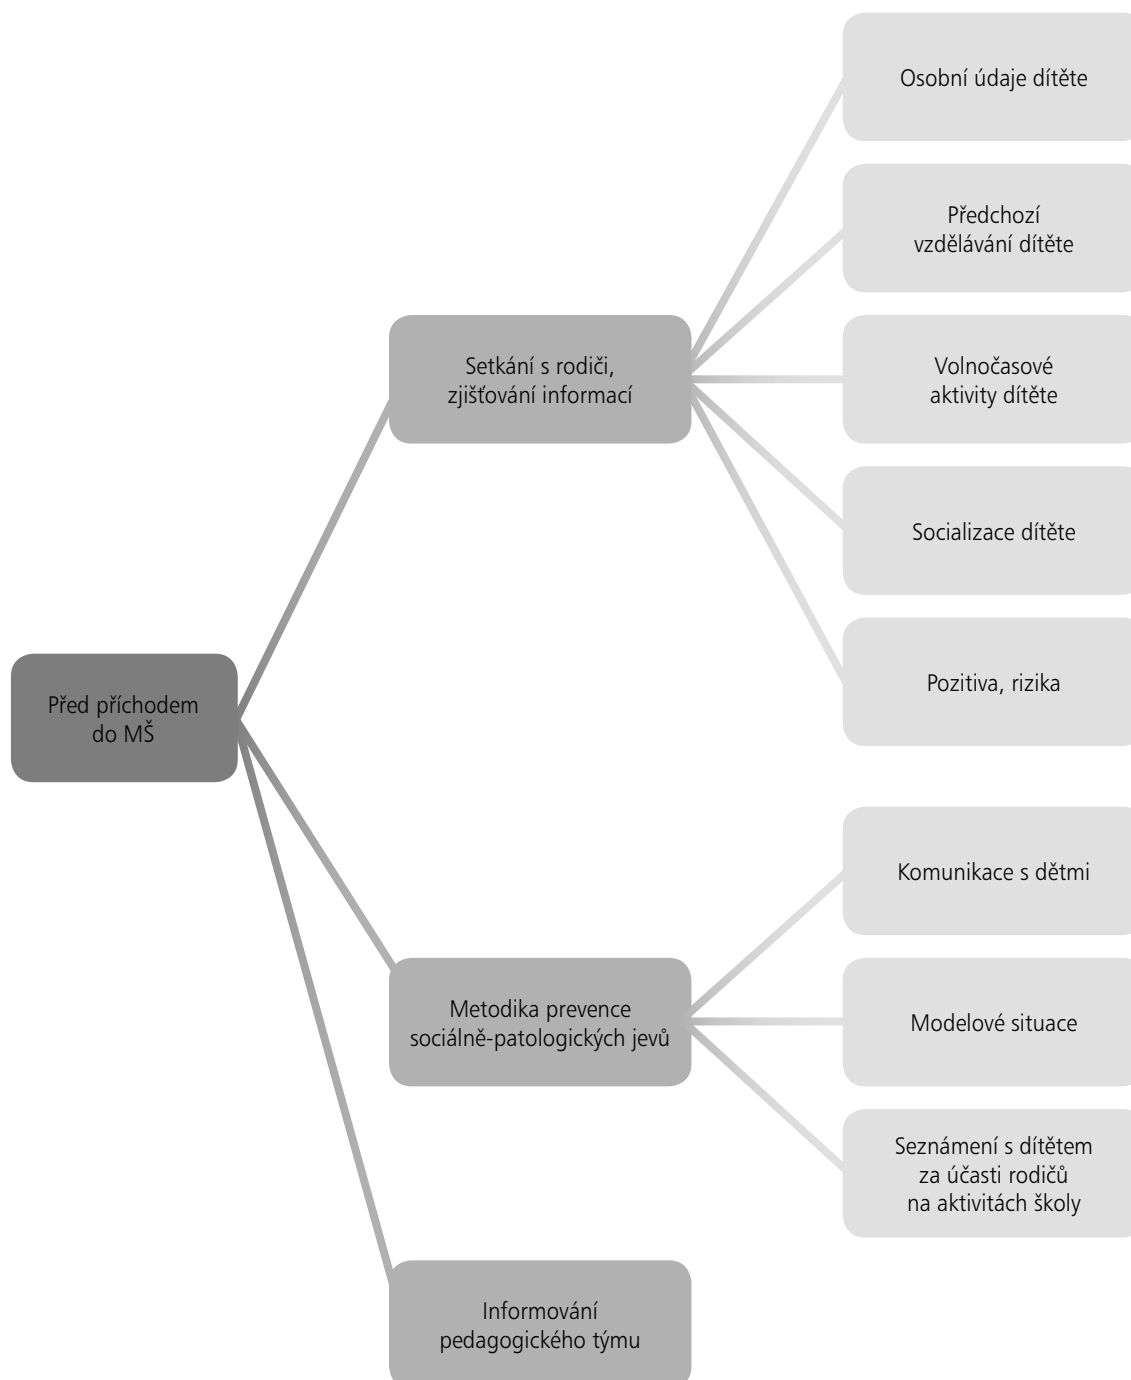 Před příchodem
do MŠ
Setkání s rodiči,
zjišťování informací
Osobní údaje dítěte
Předchozí
vzdělávání dítěte
Volnočasové
aktivity dítěte
Socializace dítěte
Pozitiva, rizika
Metodika prevence
sociálně-patologických jevů
Komunikace s dětmi
Modelové situace
Seznámení s dítětem
za účasti rodičů
na aktivitách školy
Informování
pedagogického týmu